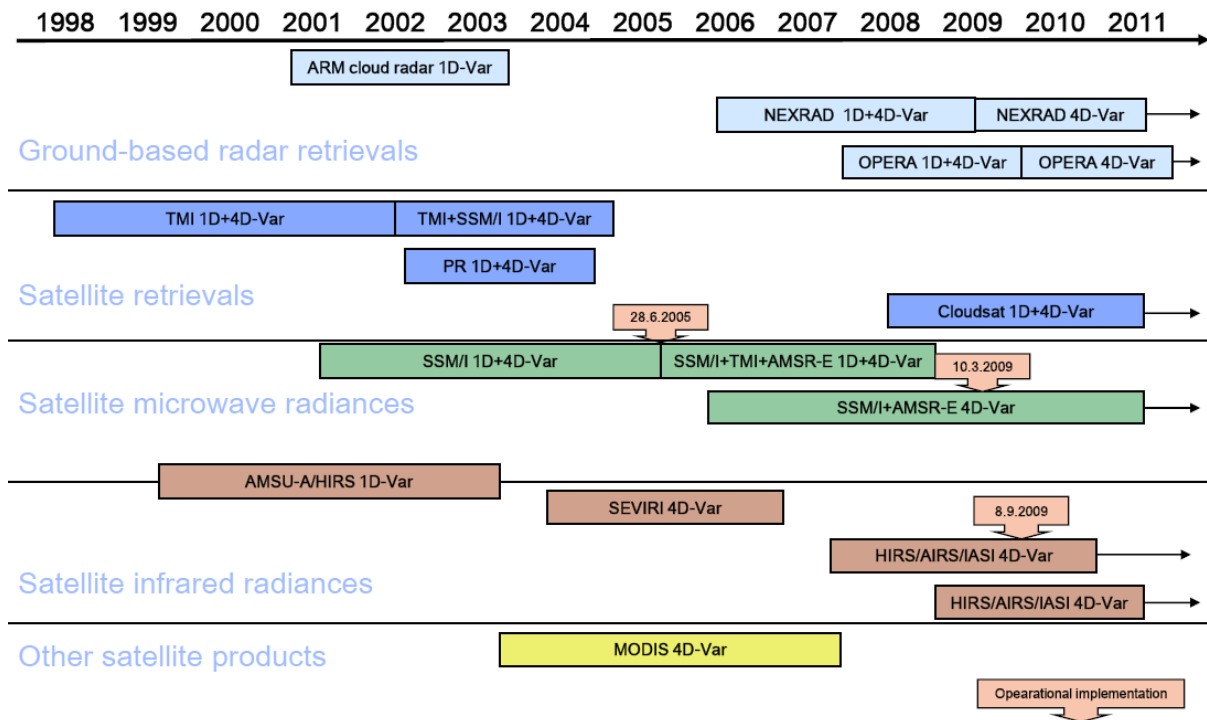 1998 1999 2000 2001 2002 2003 2004 2005 2006 2007 2008 2009 2010 2011
ARM cloud radar 1D-Var
NEXRAD 1D+4D-Var NEXRAD 4D-Var
Ground-based radar retrievals
OPERA 1D+4D-Var OPERA 4D-Var
TMI 1D+4D-Var TMI+SSM/I 1D+4D-Var
PR 1D+4D-Var
Satellite retrievals
Cloudsat 1D+4D-Var
28.6.2005
SSM/I 1D+4D-Var SSM/I+TMI+AMSR-E 1D+4D-Var
10.3.2009
Satellite microwave radiances
SSM/I+AMSR-E 4D-Var
AMSU-A/HIRS 1D-Var
SEVIRI 4D-Var
8.9.2009
HIRS/AIRS/IASI 4D-Var
Satellite infrared radiances
HIRS/AIRS/IASI 4D-Var
Other satellite products
MODIS 4D-Var
Opearational implementation